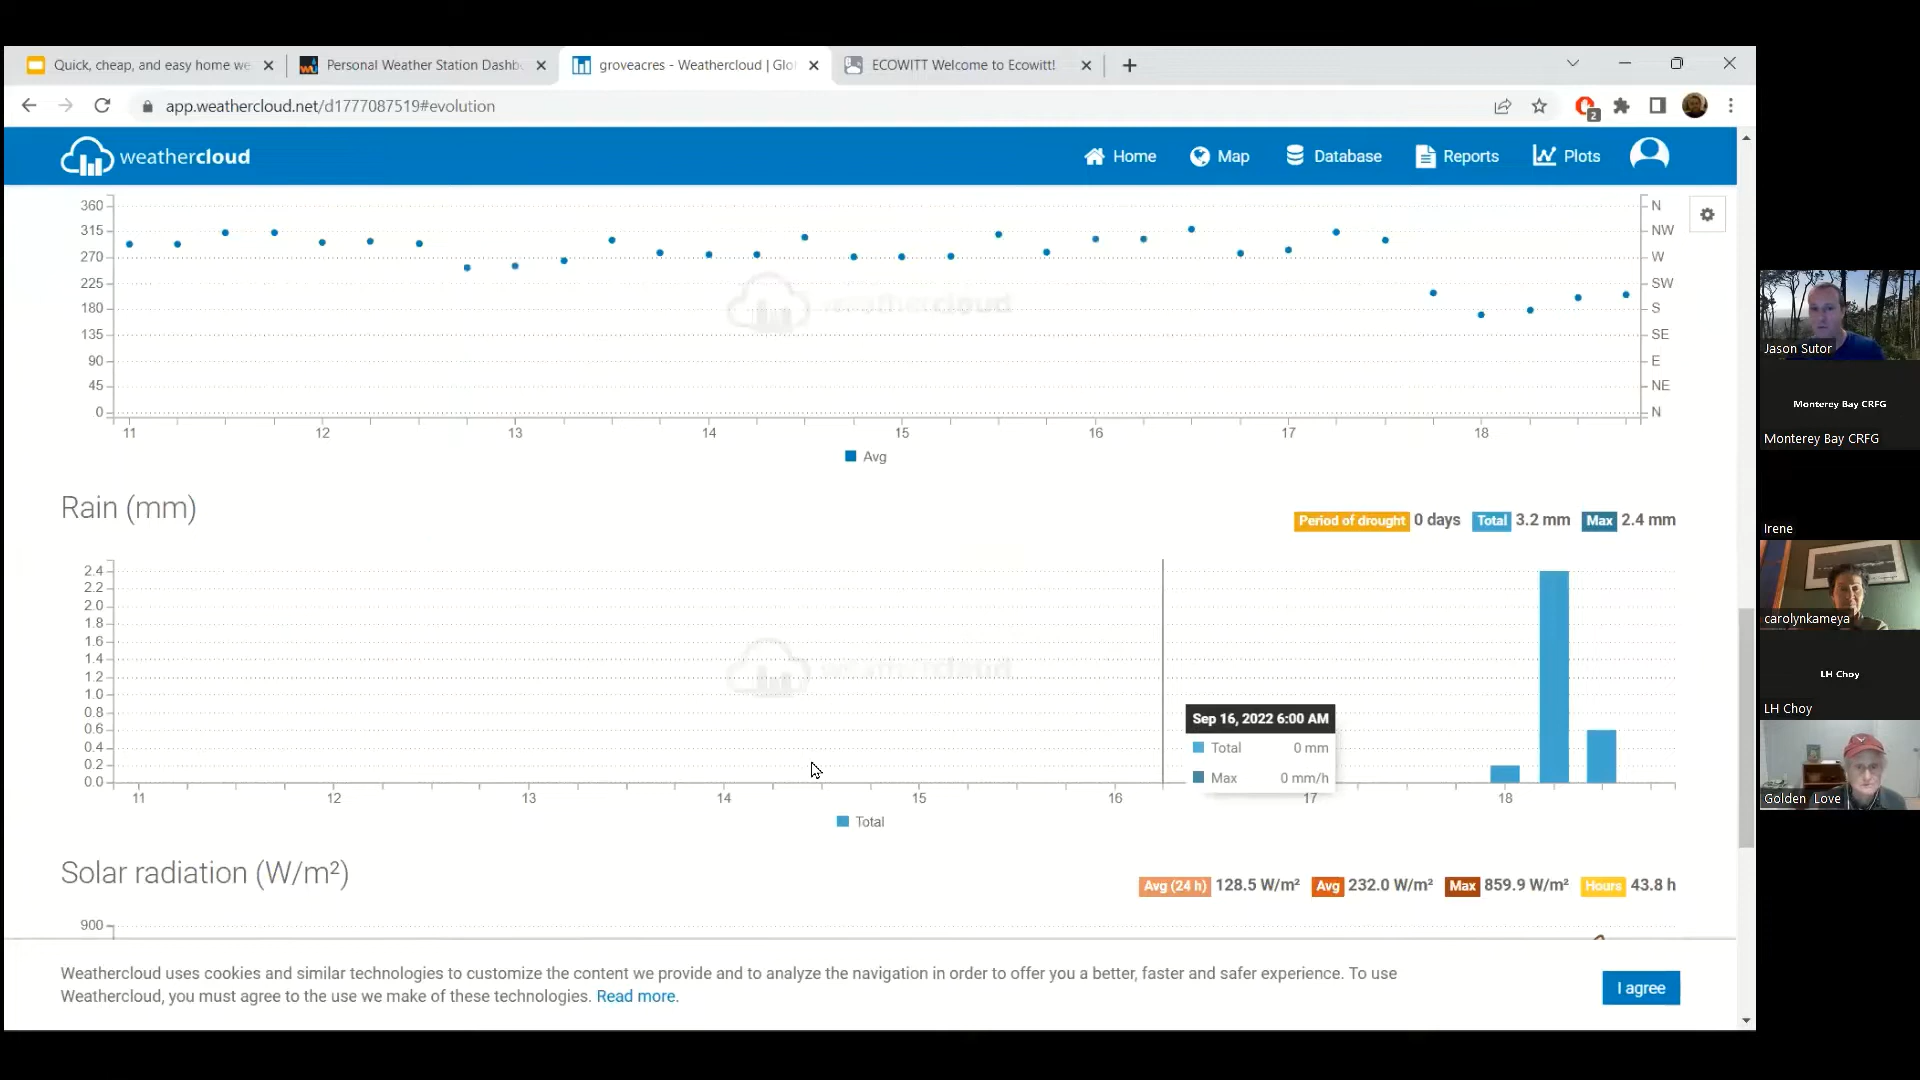 Quick, cheap, and easy home we
Personal Weather Station Dashb
groveacres - Weathercloud | Glo
ECOWITT Welcome to Ecowitt!
app.weathercloud.net/d1777087519#evolution
2
weathercloud
Home
Map
Database
Reports
Plots
360
315
270
225
180
135
90
45
0
N
NW
W
SW
S
SE
E
NE
N
weathercloud
11 12 13 14 15 16 17 18
Avg
Rain (mm)
Period of drought 0 days Total 3.2 mm Max 2.4 mm
2.4
2.2
2.0
1.8
1.6
1.4
1.2
1.0
0.8
0.6
0.4
0.2
0.0
weathercloud
Sep 16, 2022 6:00 AM
Total 0 mm
Max 0 mm/h
11 12 13 14 15 16 17 18
Total
Solar radiation (W/m²)
Avg (24 h) 128.5 W/m² Avg 232.0 W/m² Max 859.9 W/m² Hours 43.8 h
900
Weathercloud uses cookies and similar technologies to customize the content we provide and to analyze the navigation in order to offer you a better, faster and safer experience. To use
Weathercloud, you must agree to the use we make of these technologies. Read more.
I agree
Jason Sutor
Monterey Bay CRFG
Monterey Bay CRFG
Irene
carolynkameya
LH Choy
LH Choy
Golden Love